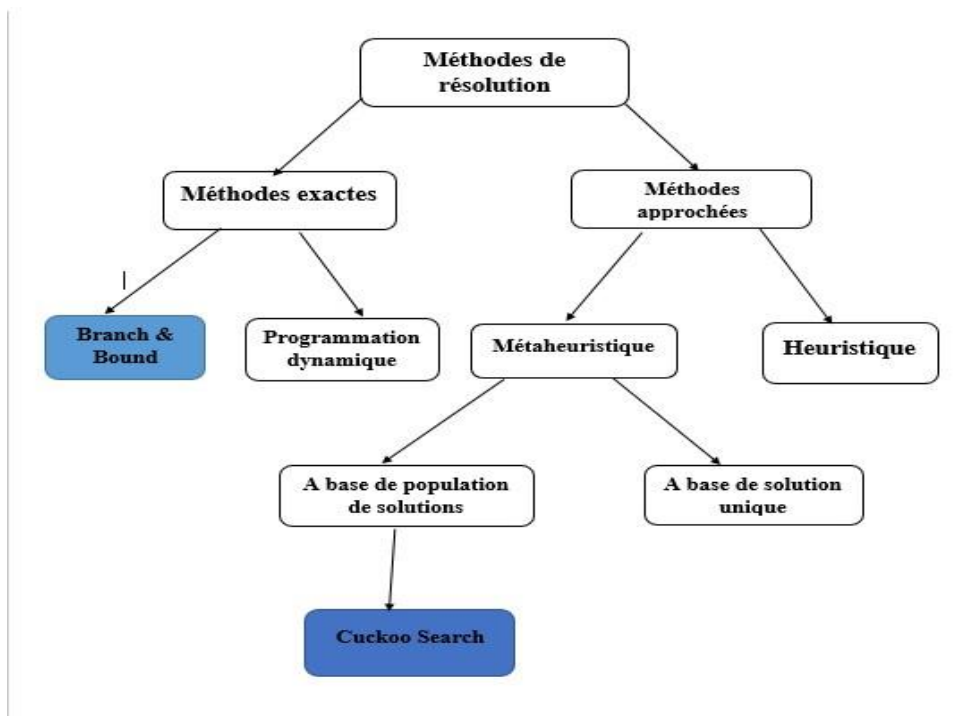 Méthodes de
résolution
Méthodes exactes
Méthodes
approchées
Branch &
Bound
Programmation
dynamique
Métaheuristique
Heuristique
A base de population
de solutions
A base de solution
unique
Cuckoo Search